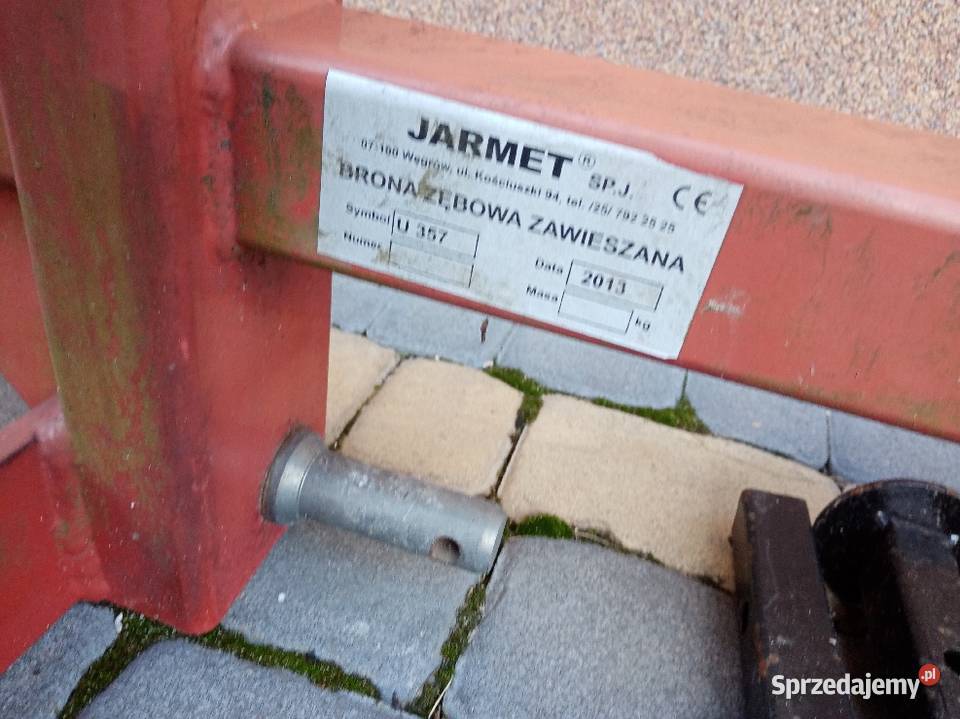 JARMET® SP.J.
07-100 Węgrów, ul. Kościuszki 94, tel. /25/ 792 25 25
BRONA ZĘBOWA ZAWIESZANA
Symbol U 357 Data 2013
Numer Masa kg
CE
Sprzedajemy.pl